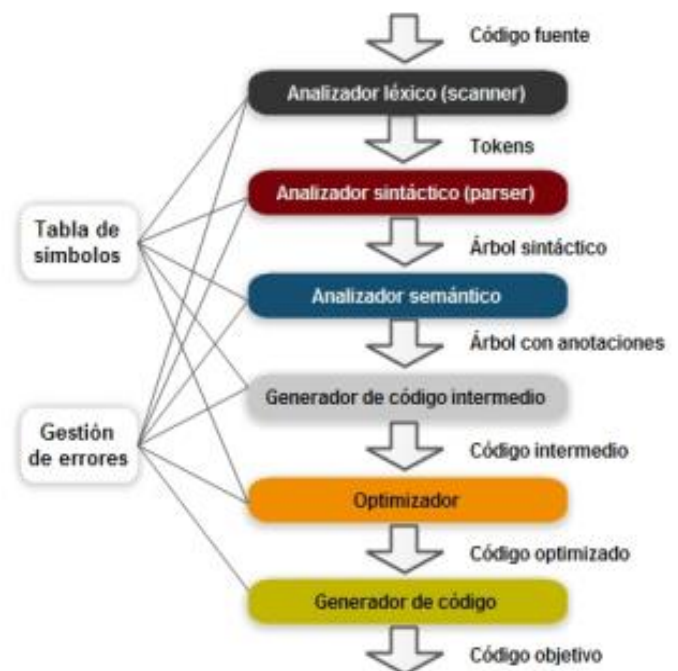 Código fuente
Analizador léxico (scanner)
Tokens
Analizador sintáctico (parser)
Árbol sintáctico
Tabla de
símbolos
Analizador semántico
Árbol con anotaciones
Generador de código intermedio
Gestión
de errores
Código intermedio
Optimizador
Código optimizado
Generador de código
Código objetivo